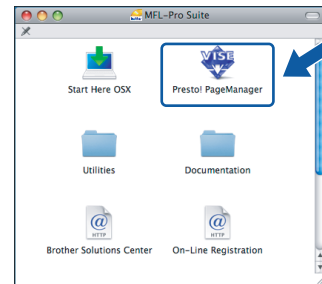 MFL-Pro Suite
VISE
Start Here OSX
Presto! PageManager
Utilities
Documentation
@
HTTP
@
HTTP
Brother Solutions Center
On-Line Registration